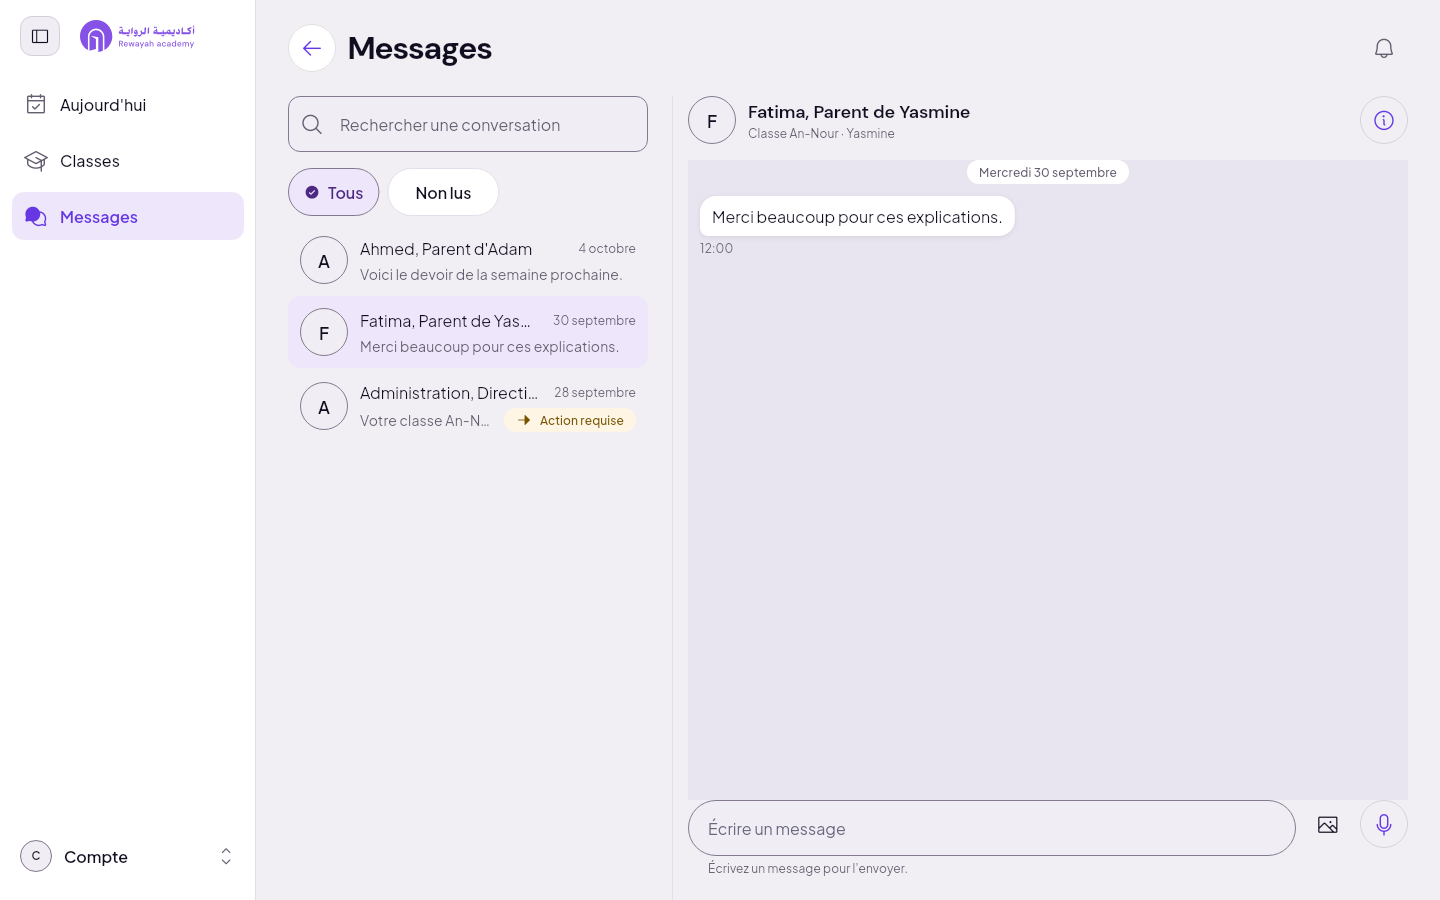 أكاديمية الرواية
Rewayah academy
Aujourd'hui
Classes
Messages
C
Compte
Messages
Rechercher une conversation
Tous
Non lus
A
Ahmed, Parent d'Adam
4 octobre
Voici le devoir de la semaine prochaine.
F
Fatima, Parent de Yas…
30 septembre
Merci beaucoup pour ces explications.
A
Administration, Directi…
28 septembre
Votre classe An-N…
Action requise
F
Fatima, Parent de Yasmine
Classe An-Nour · Yasmine
Mercredi 30 septembre
Merci beaucoup pour ces explications.
12:00
Écrire un message
Écrivez un message pour l'envoyer.